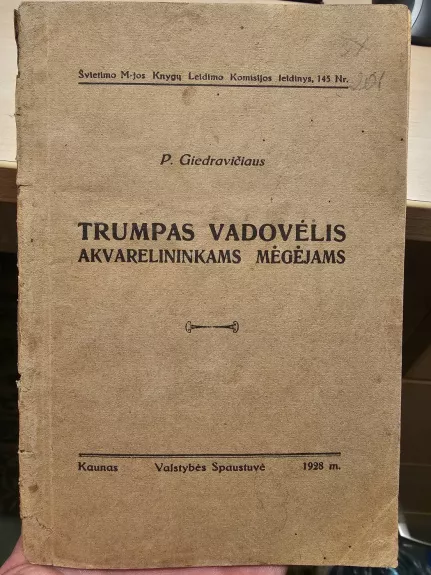 Švietimo M-jos Knygų Leidimo Komisijos leidinys, 145 Nr.
P. Giedravičiaus
TRUMPAS VADOVĖLIS
AKVARELININKAMS MĖGĖJAMS
Kaunas Valstybės Spaustuvė 1928 m.